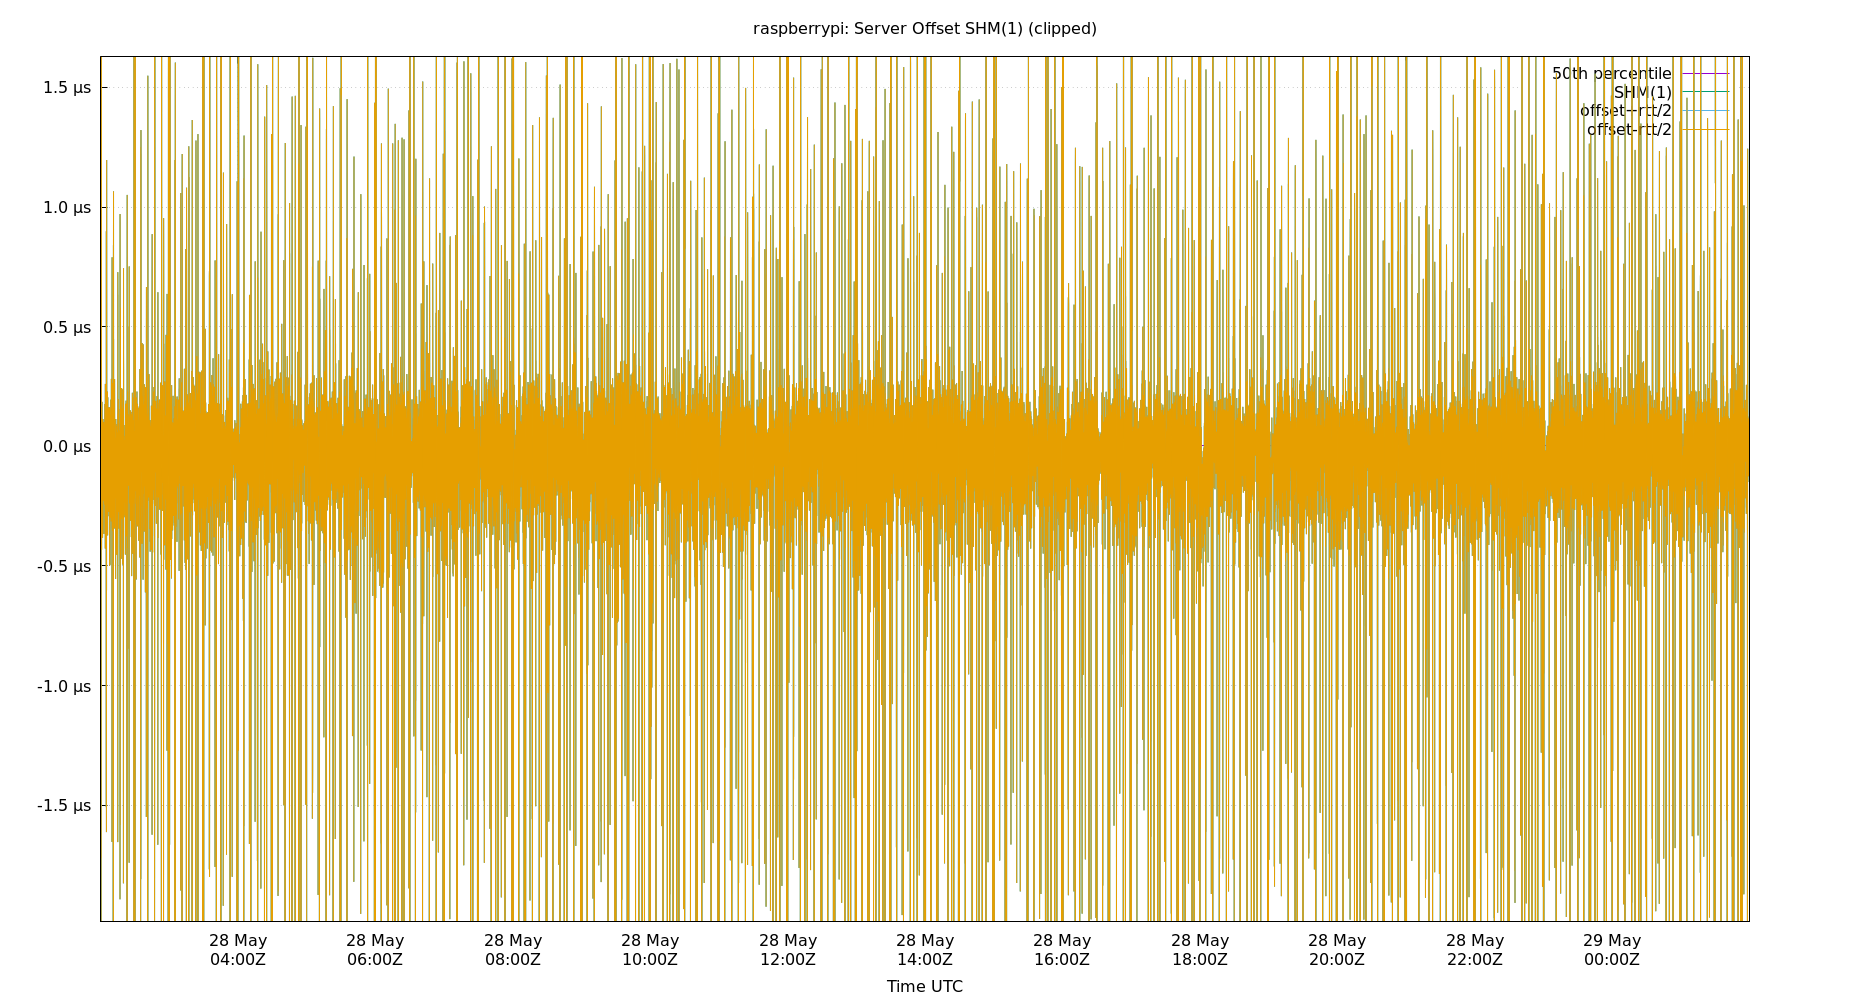 raspberrypi: Server Offset SHM(1) (clipped)
50th percentile
SHM(1)
offset+rtt/2
offset-rtt/2
1.5 µs
1.0 µs
0.5 µs
0.0 µs
-0.5 µs
-1.0 µs
-1.5 µs
28 May 28 May 28 May 28 May 28 May 28 May 28 May 28 May 28 May 28 May 29 May
04:00Z 06:00Z 08:00Z 10:00Z 12:00Z 14:00Z 16:00Z 18:00Z 20:00Z 22:00Z 00:00Z
Time UTC